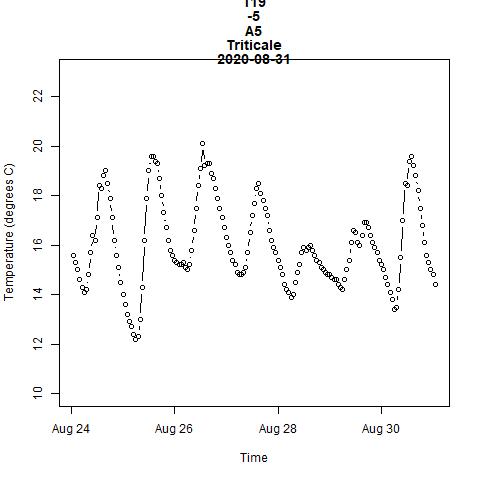 T19
-5
A5
Triticale
2020-08-31
Temperature (degrees C)
22
20
18
16
14
12
10
Aug 24
Aug 26
Aug 28
Aug 30
Time